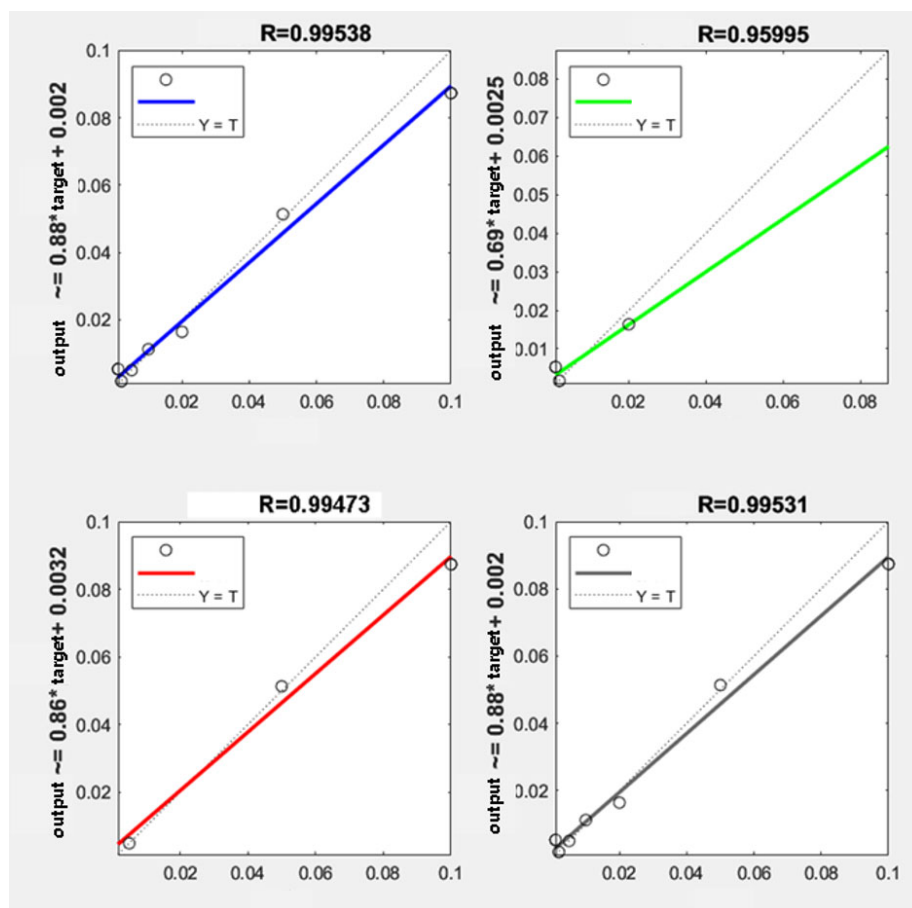 R=0.99538
output ~= 0.88* target + 0.002
0.1
0.08
0.06
0.04
0.02
Y = T
0.02 0.04 0.06 0.08 0.1
R=0.95995
output ~= 0.69* target+ 0.0025
0.08
0.07
0.06
0.05
0.04
0.03
0.02
0.01
Y = T
0.02 0.04 0.06 0.08
R=0.99473
output ~= 0.86* target+ 0.0032
0.1
0.08
0.06
0.04
0.02
Y = T
0.02 0.04 0.06 0.08 0.1
R=0.99531
output ~= 0.88* target+ 0.002
0.1
0.08
0.06
0.04
0.02
Y = T
0.02 0.04 0.06 0.08 0.1